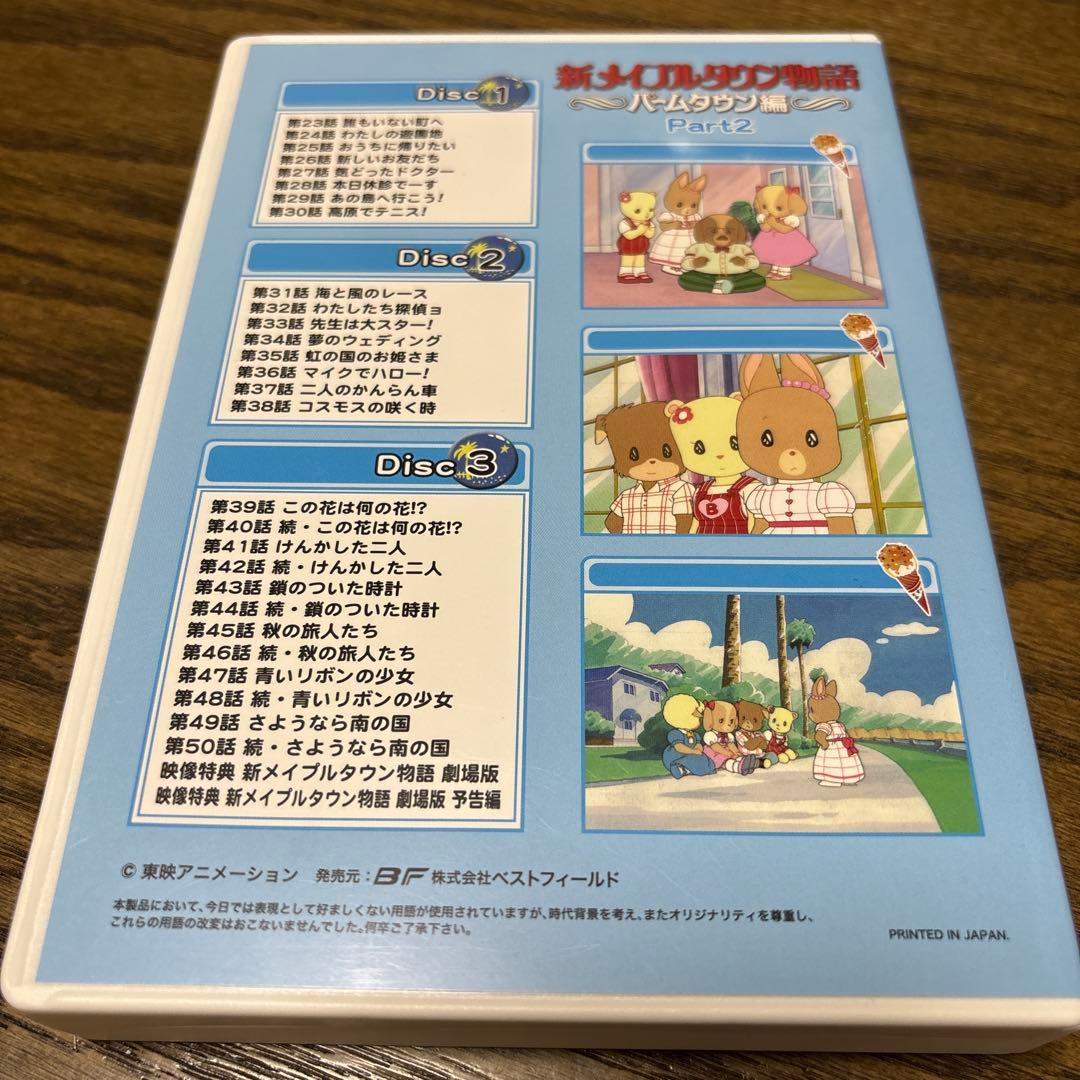 新メイプルタウン物語
パームタウン編
Part2
Disc 1
第23話 誰もいない町へ
第24話 わたしの遊園地
第25話 おうちに帰りたい
第26話 新しいお友だち
第27話 気どったドクター
第28話 本日休診でーす
第29話 あの島へ行こう!
第30話 高原でテニス!
Disc 2
第31話 海と風のレース
第32話 わたしたち探偵ョ
第33話 先生は大スター!
第34話 夢のウェディング
第35話 虹の国のお姫さま
第36話 マイクでハロー!
第37話 二人のかんらん車
第38話 コスモスの咲く時
Disc 3
第39話 この花は何の花!?
第40話 続・この花は何の花!?
第41話 けんかした二人
第42話 続・けんかした二人
第43話 鎖のついた時計
第44話 続・鎖のついた時計
第45話 秋の旅人たち
第46話 続・秋の旅人たち
第47話 青いリボンの少女
第48話 続・青いリボンの少女
第49話 さようなら南の国
第50話 続・さようなら南の国
映像特典 新メイプルタウン物語 劇場版
映像特典 新メイプルタウン物語 劇場版 予告編
B
© 東映アニメーション 発売元:BF 株式会社ベストフィールド
本製品において、今日では表現として好ましくない用語が使用されていますが、時代背景を考え、またオリジナリティを尊重し、
これらの用語の改変はおこないませんでした。何卒ご了承下さい。
PRINTED IN JAPAN.